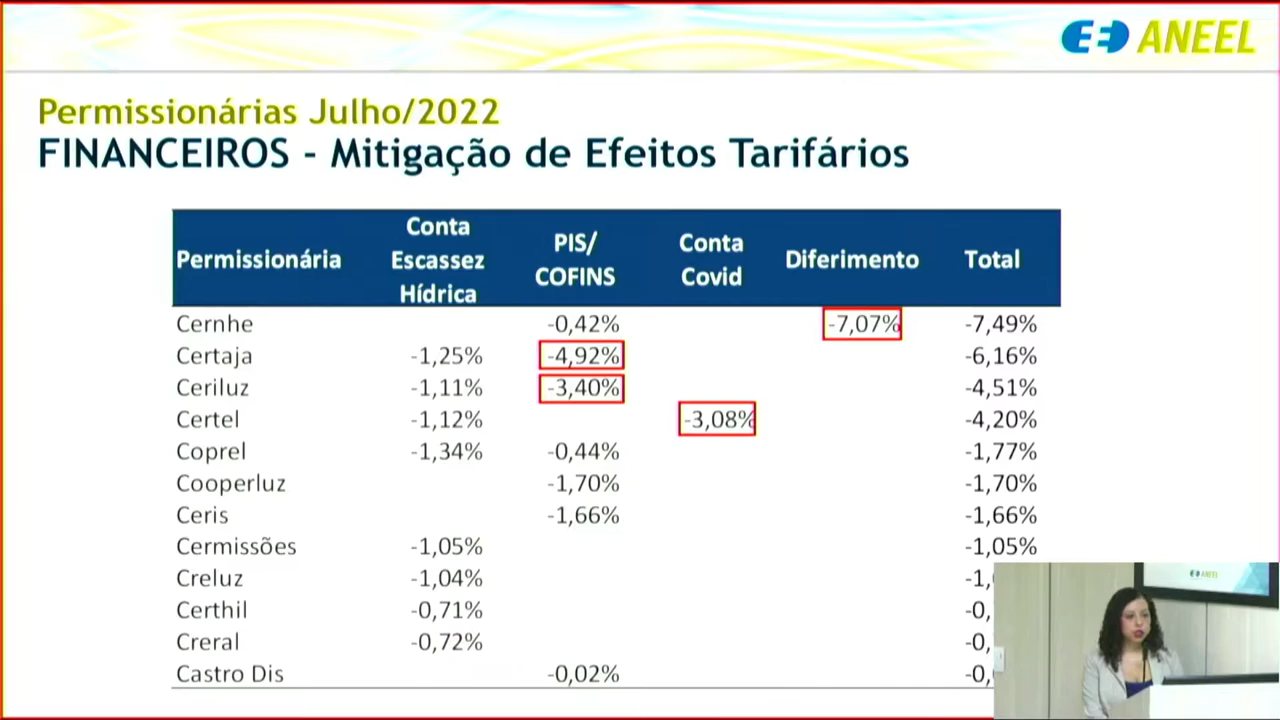 ANEEL
Permissionárias Julho/2022
FINANCEIROS - Mitigação de Efeitos Tarifários
Permissionária Conta Escassez Hídrica PIS/ COFINS Conta Covid Diferimento Total
Cernhe -0,42% -7,07% -7,49%
Certaja -1,25% -4,92% -6,16%
Ceriluz -1,11% -3,40% -4,51%
Certel -1,12% -3,08% -4,20%
Coprel -1,34% -0,44% -1,77%
Cooperluz -1,70% -1,70%
Ceris -1,66% -1,66%
Cermissões -1,05% -1,05%
Creluz -1,04%
Certhil -0,71%
Creral -0,72%
Castro Dis -0,02%
ANEEL